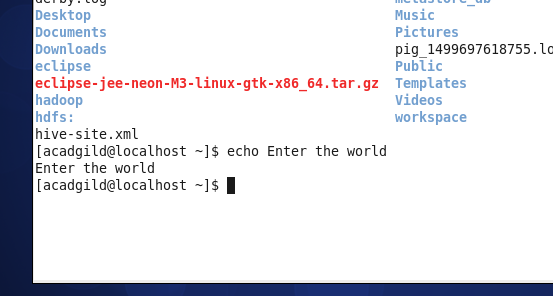 derby.log metastore_db
Desktop Music
Documents Pictures
Downloads pig_1499697618755.lo
eclipse Public
eclipse-jee-neon-M3-linux-gtk-x86_64.tar.gz Templates
hadoop Videos
hdfs: workspace
hive-site.xml
[acadgild@localhost ~]$ echo Enter the world
Enter the world
[acadgild@localhost ~]$